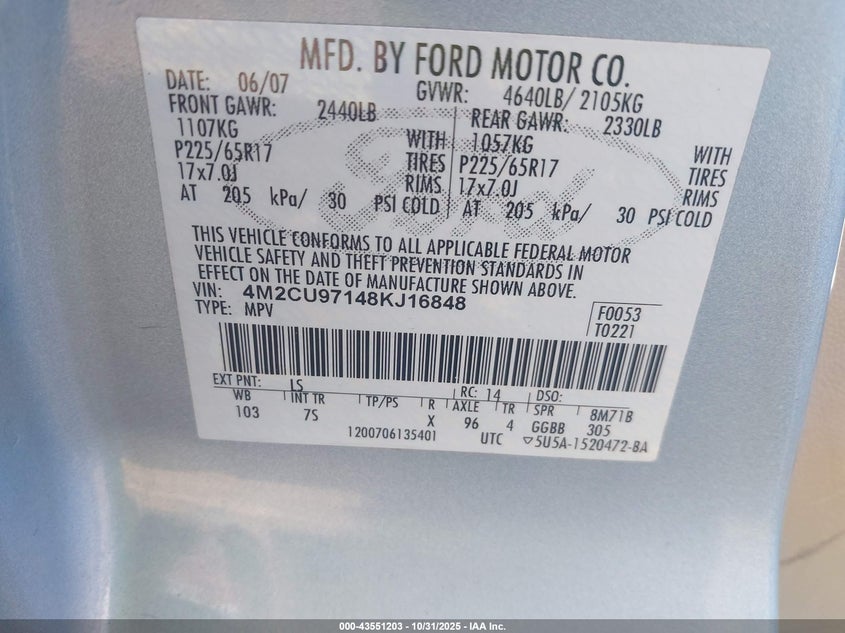 MFD. BY FORD MOTOR CO.
DATE: 06/07 GVWR: 4640LB/ 2105KG
FRONT GAWR: 2440LB REAR GAWR: 2330LB
1107KG WITH 1057KG WITH
P225/65R17 TIRES P225/65R17 TIRES
17x7.0J RIMS 17x7.0J RIMS
AT 205 kPa/ 30 PSI COLD AT 205 kPa/ 30 PSI COLD
THIS VEHICLE CONFORMS TO ALL APPLICABLE FEDERAL MOTOR
VEHICLE SAFETY AND THEFT PREVENTION STANDARDS IN
EFFECT ON THE DATE OF MANUFACTURE SHOWN ABOVE.
VIN: 4M2CU97148KJ16848
TYPE: MPV
F0053
T0221
EXT PNT: LS RC: 14 DSO:
WB INT TR TP/PS R AXLE TR SPR 8M71B
103 7S X 96 4 GGBB 305
1200706135401 UTC ▽5U5A-1520472-BA
Ford
000-43551203 - 10/31/2025 - IAA Inc.